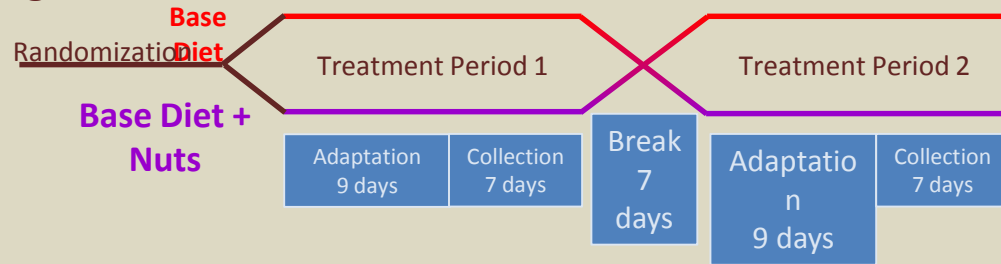 Base
Diet
Randomization
Treatment Period 1
Treatment Period 2
Base Diet +
Nuts
Adaptation
9 days
Collection
7 days
Break
7
days
Adaptatio
n
9 days
Collection
7 days